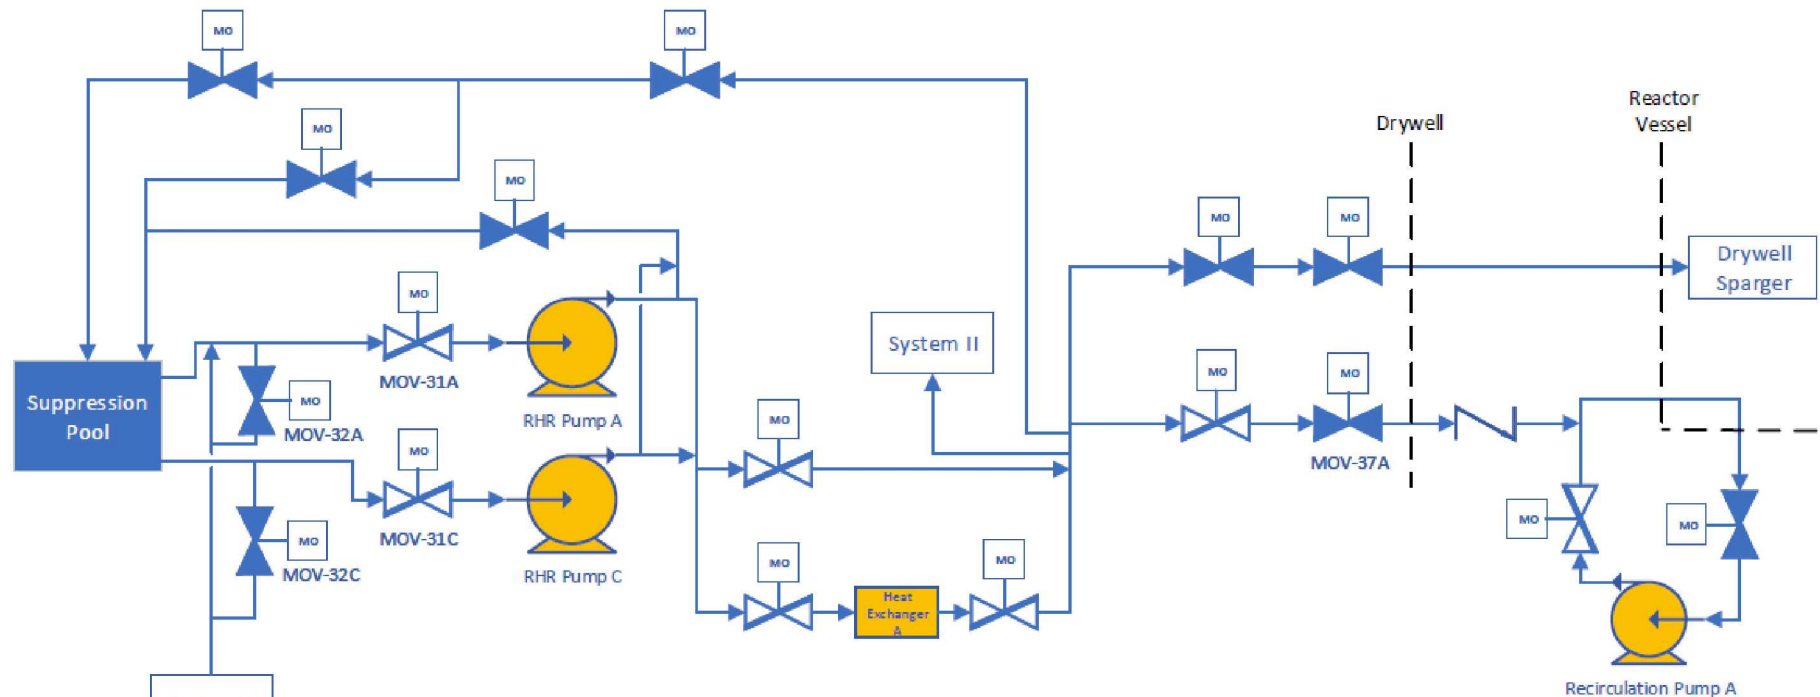 MO
MO
Reactor
Vessel
Drywell
MO
MO
MO
MO
Drywell
Sparger
MO
System II
MOV-31A
MO
MO
Suppression
Pool
MO
RHR Pump A
MOV-32A
MO
MO
MOV-37A
MO
MO
MO
MOV-31C
MO
MO
MO
MOV-32C
RHR Pump C
Heat
Exchanger
A
Recirculation Pump A